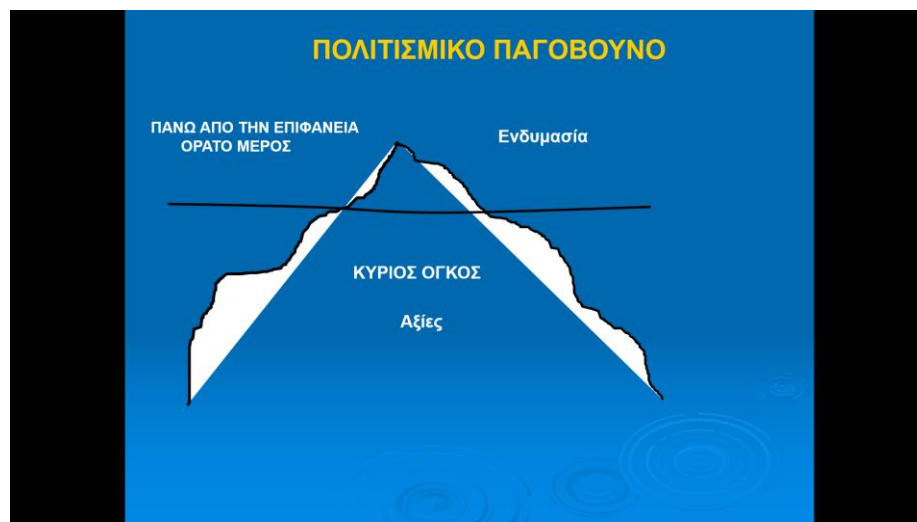 ΠΟΛΙΤΙΣΜΙΚΟ ΠΑΓΟΒΟΥΝΟ
ΠΑΝΩ ΑΠΟ ΤΗΝ ΕΠΙΦΑΝΕΙΑ
ΟΡΑΤΟ ΜΕΡΟΣ
Ενδυμασία
ΚΥΡΙΟΣ ΟΓΚΟΣ
Αξίες